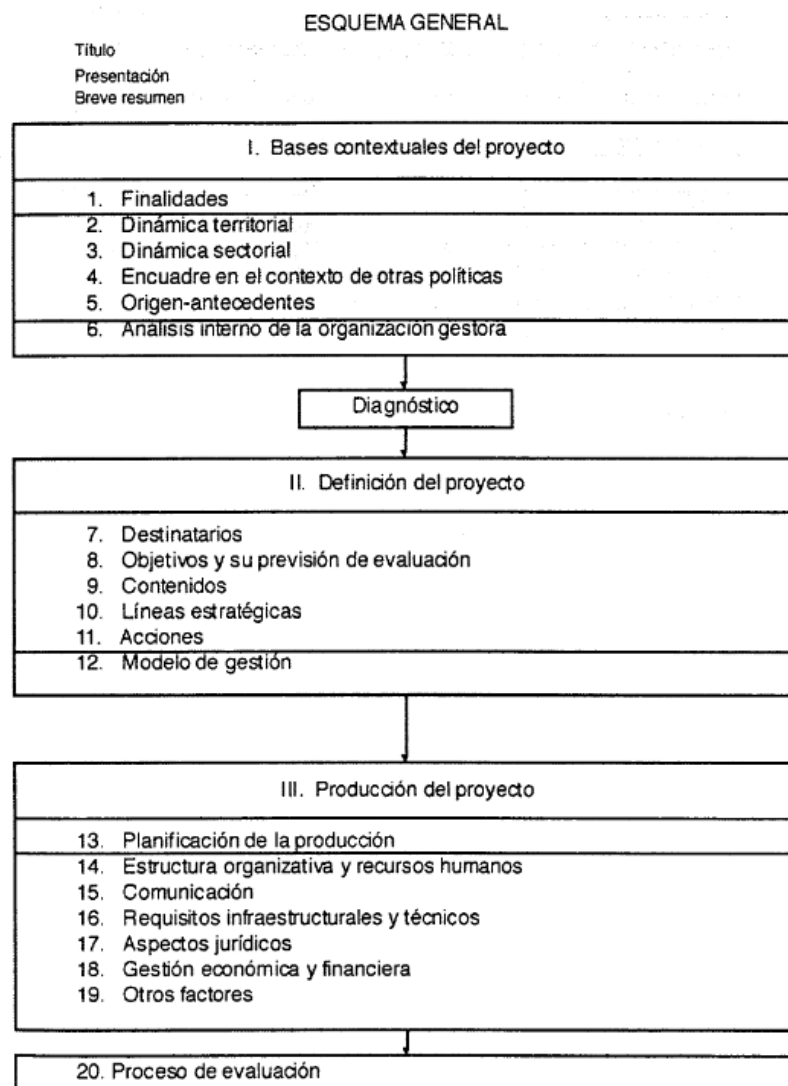 ESQUEMA GENERAL
Título
Presentación
Breve resumen
I. Bases contextuales del proyecto
1. Finalidades
2. Dinámica territorial
3. Dinámica sectorial
4. Encuadre en el contexto de otras políticas
5. Origen-antecedentes
6. Análisis interno de la organización gestora
Diagnóstico
II. Definición del proyecto
7. Destinatarios
8. Objetivos y su previsión de evaluación
9. Contenidos
10. Líneas estratégicas
11. Acciones
12. Modelo de gestión
III. Producción del proyecto
13. Planificación de la producción
14. Estructura organizativa y recursos humanos
15. Comunicación
16. Requisitos infraestructurales y técnicos
17. Aspectos jurídicos
18. Gestión económica y financiera
19. Otros factores
20. Proceso de evaluación